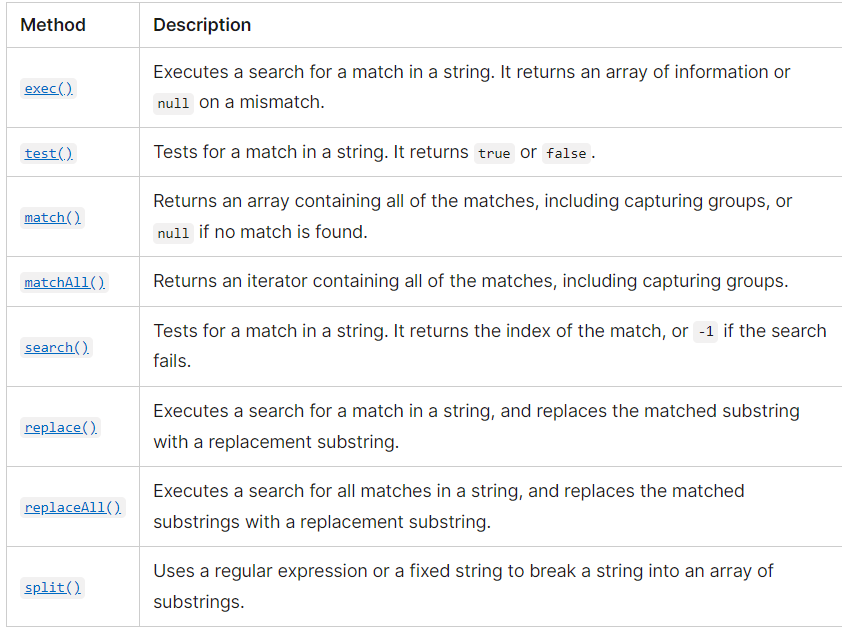 Method Description
exec() Executes a search for a match in a string. It returns an array of information or
null on a mismatch.
test() Tests for a match in a string. It returns true or false.
match() Returns an array containing all of the matches, including capturing groups, or
null if no match is found.
matchAll() Returns an iterator containing all of the matches, including capturing groups.
search() Tests for a match in a string. It returns the index of the match, or -1 if the search
fails.
replace() Executes a search for a match in a string, and replaces the matched substring
with a replacement substring.
replaceAll() Executes a search for all matches in a string, and replaces the matched
substrings with a replacement substring.
split() Uses a regular expression or a fixed string to break a string into an array of
substrings.